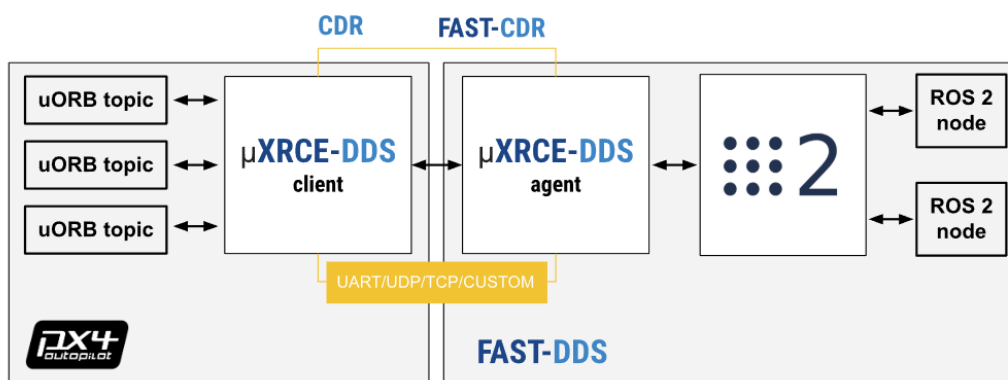 CDR
FAST-CDR
uORB topic
uORB topic
uORB topic
µXRCE-DDS
client
µXRCE-DDS
agent
2
ROS 2
node
ROS 2
node
UART/UDP/TCP/CUSTOM
px4
autopilot
FAST-DDS